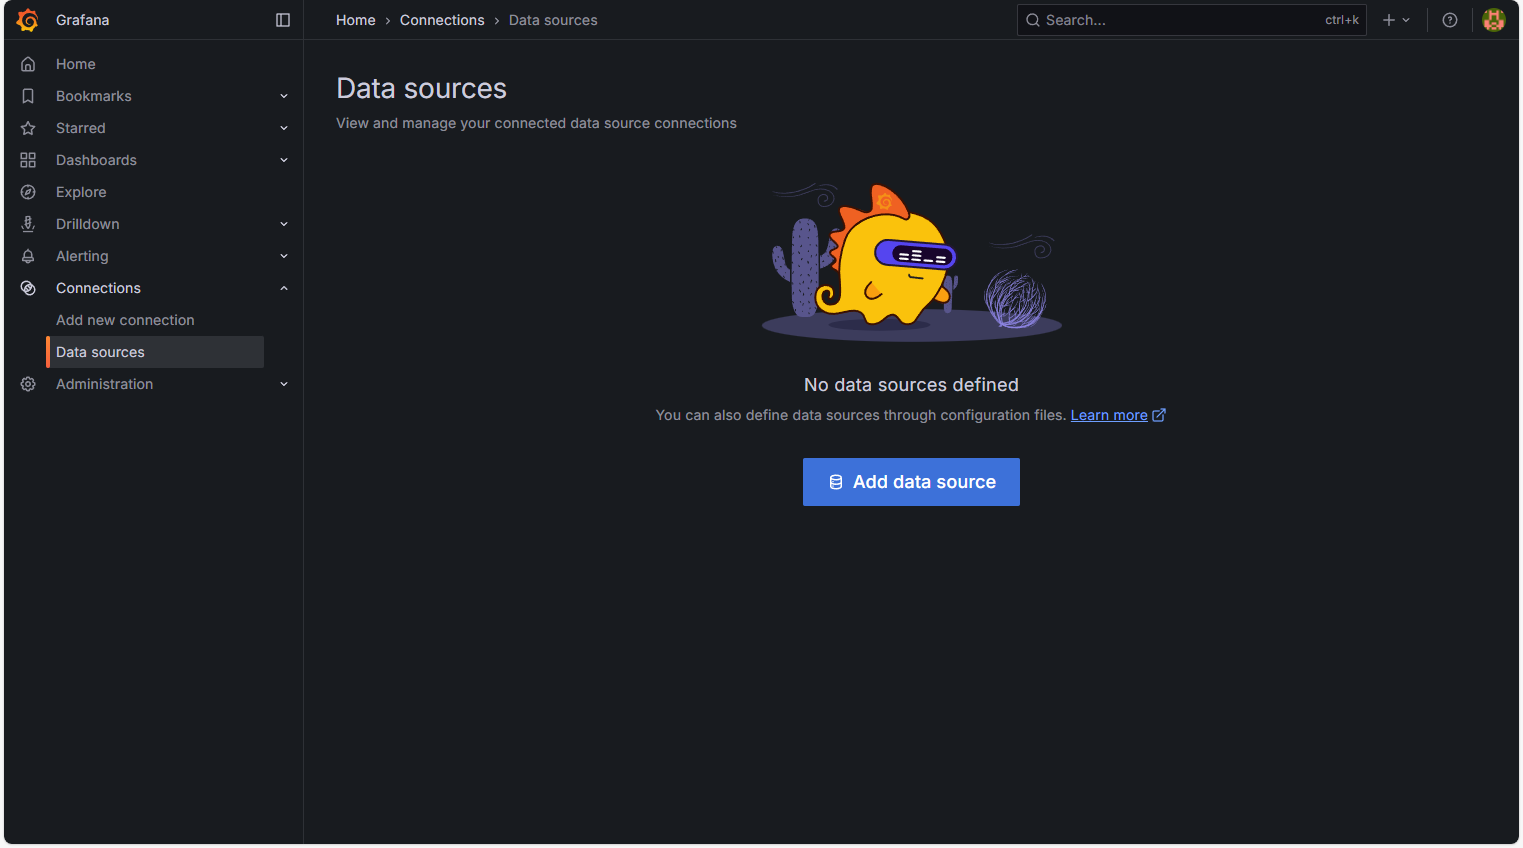 Grafana
Home › Connections › Data sources
Search...
ctrl+k
Home
Bookmarks
Starred
Dashboards
Explore
Drilldown
Alerting
Connections
Add new connection
Data sources
Administration
Data sources
View and manage your connected data source connections
No data sources defined
You can also define data sources through configuration files. Learn more
Add data source